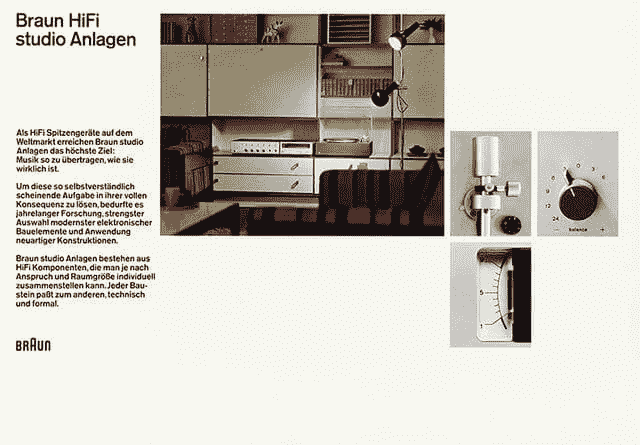 Braun HiFi
studio Anlagen
Als HiFi Spitzengeräte auf dem
Weltmarkt erreichen Braun studio
Anlagen das höchste Ziel:
Musik so zu übertragen, wie sie
wirklich ist.
Um diese so selbstverständlich
scheinende Aufgabe in ihrer vollen
Konsequenz zu lösen, bedurfte es
jahrelanger Forschung, strengster
Auswahl modernster elektronischer
Bauelemente und Anwendung
neuartiger Konstruktionen.
Braun studio Anlagen bestehen aus
HiFi Komponenten, die man je nach
Anspruch und Raumgröße individuell
zusammenstellen kann. Jeder Bau-
stein paßt zum anderen, technisch
und formal.
BRAUN
0
3
6
9
12
24
- balance +
5
1